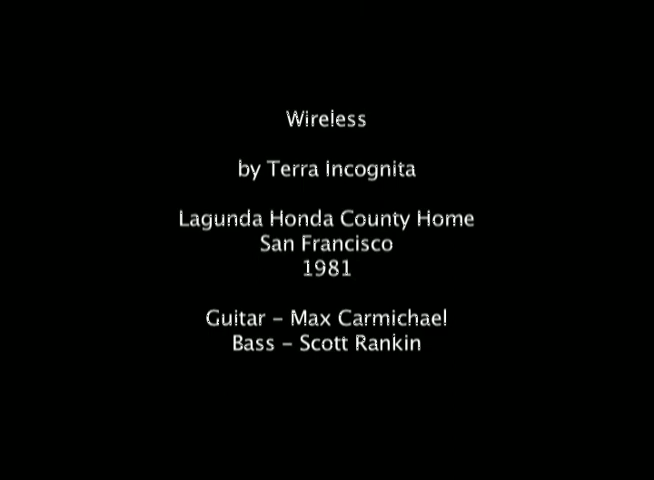 Wireless
by Terra Incognita
Lagunda Honda County Home
San Francisco
1981
Guitar – Max Carmichael
Bass – Scott Rankin